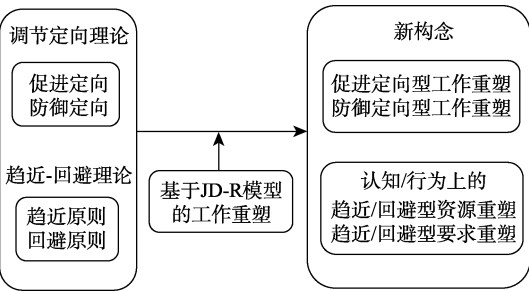 调节定向理论
促进定向
防御定向
趋近-回避理论
趋近原则
回避原则
基于JD-R模型
的工作重塑
新构念
促进定向型工作重塑
防御定向型工作重塑
认知/行为上的
趋近/回避型资源重塑
趋近/回避型要求重塑